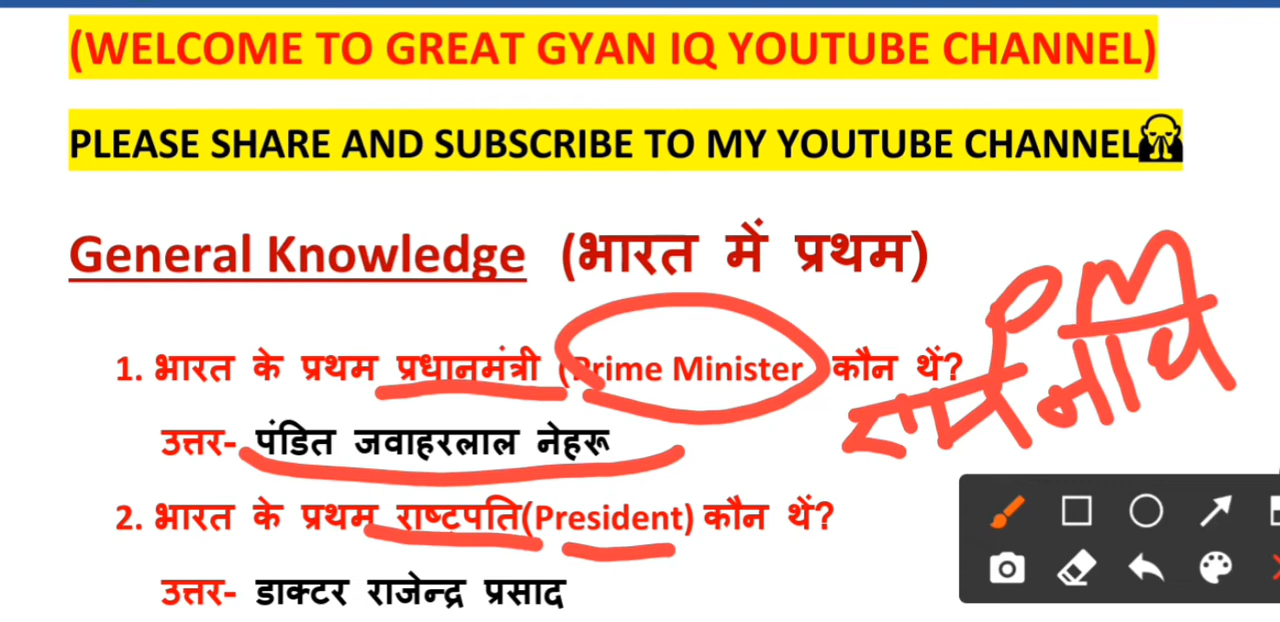 (WELCOME TO GREAT GYAN IQ YOUTUBE CHANNEL)
PLEASE SHARE AND SUBSCRIBE TO MY YOUTUBE CHANNEL
General Knowledge (भारत में प्रथम)
PM
1. भारत के प्रथम प्रधानमंत्री (Prime Minister कौन थें?
उत्तर- पंडित जवाहरलाल नेहरू
2. भारत के प्रथम राष्टपति(President) कौन थें?
उत्तर- डाक्टर राजेन्द्र प्रसाद